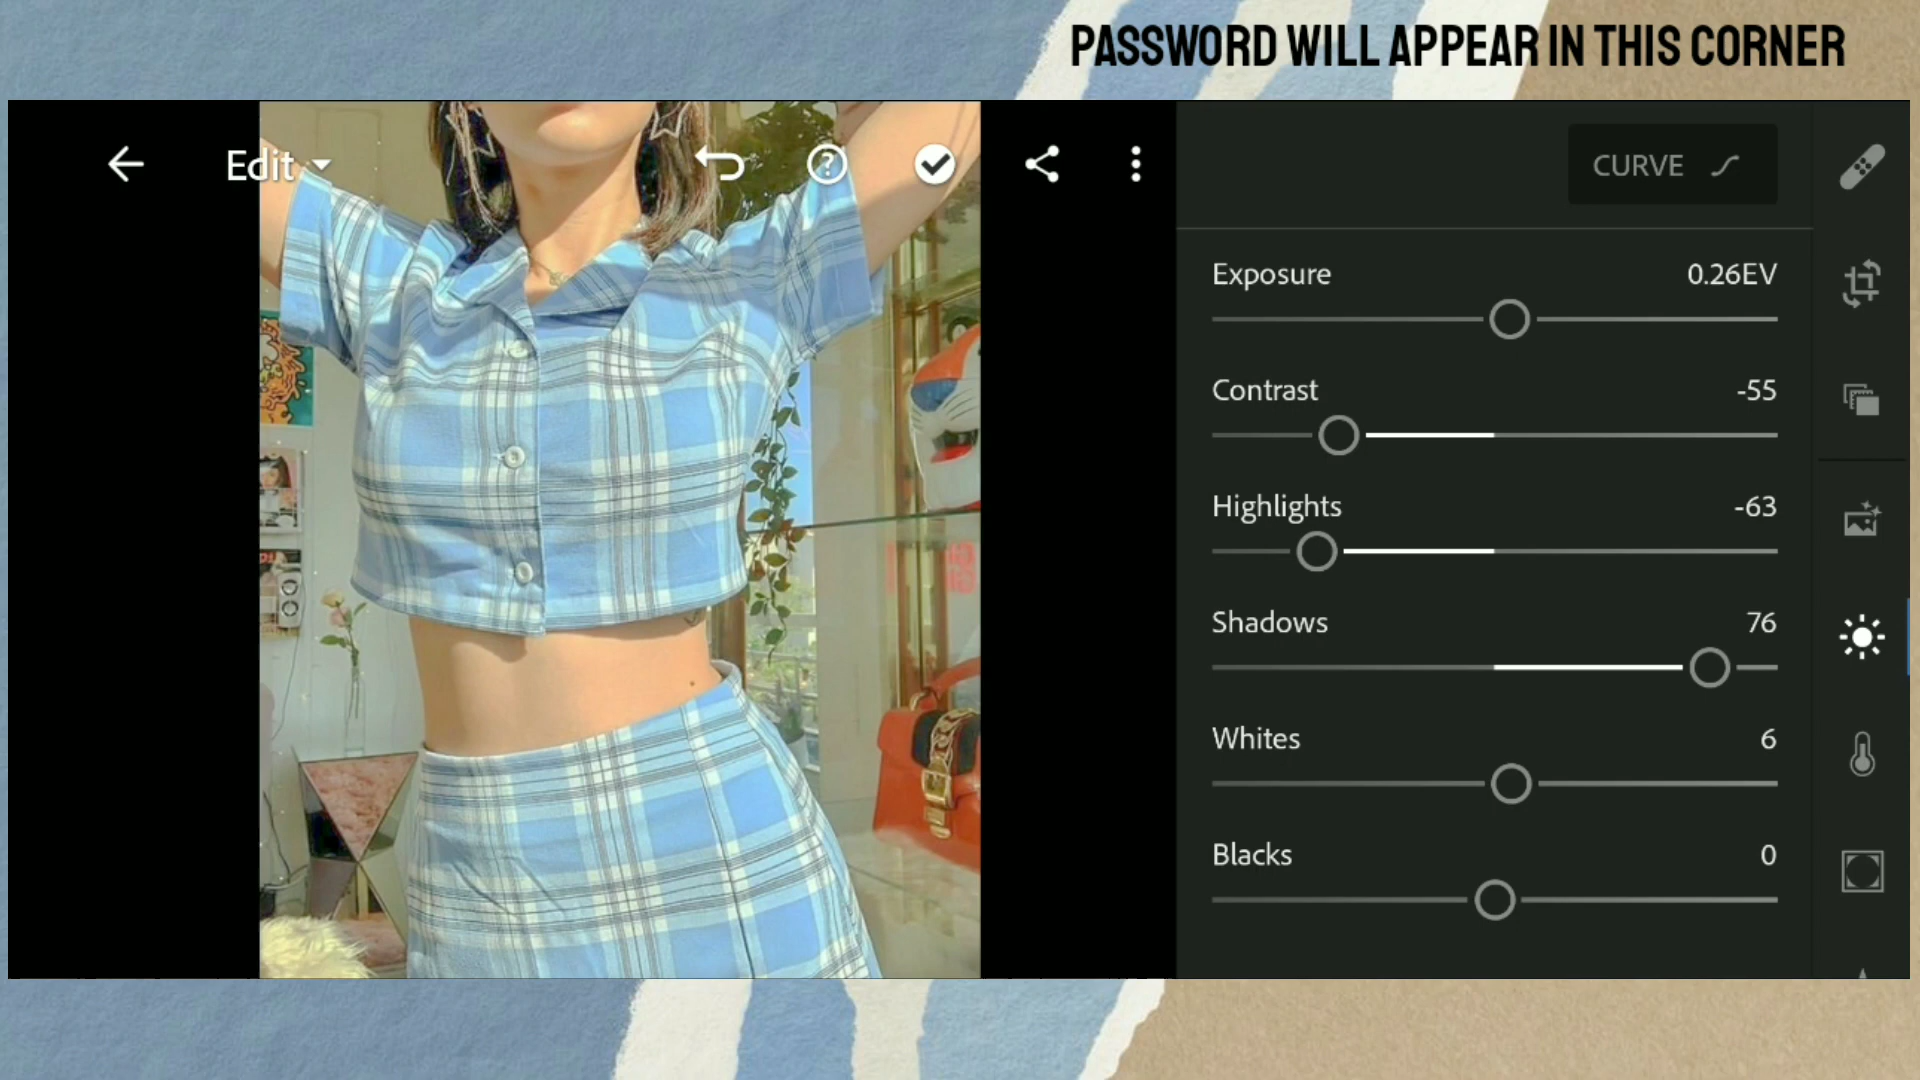 PASSWORD WILL APPEAR IN THIS CORNER
Edit
CURVE
Exposure 0.26EV
Contrast -55
Highlights -63
Shadows 76
Whites 6
Blacks 0